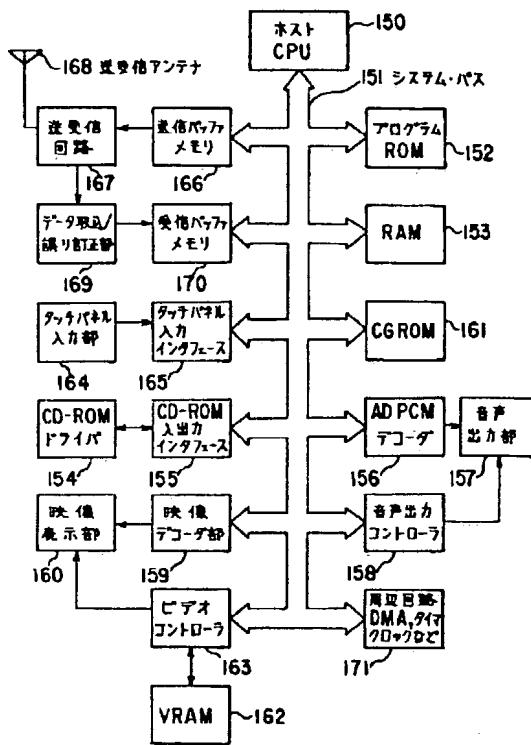 ホスト
CPU
150
168 送受信アンテナ
151 システム・バス
送受信
回路
167
送信バッファ
メモリ
166
プログラム
ROM
152
データ取込/
誤り訂正部
169
受信バッファ
メモリ
170
RAM
153
タッチパネル
入力部
164
タッチパネル
入力
インタフェース
165
CGROM
161
CD-ROM
ドライバ
154
CD-ROM
入出力
インタフェース
155
ADPCM
デコーダ
156
音声
出力部
157
映像
表示部
160
映像
デコーダ部
159
音声出力
コントローラ
158
ビデオ
コントローラ
163
周辺回路
DMA,タイマ
クロックなど
171
VRAM
162